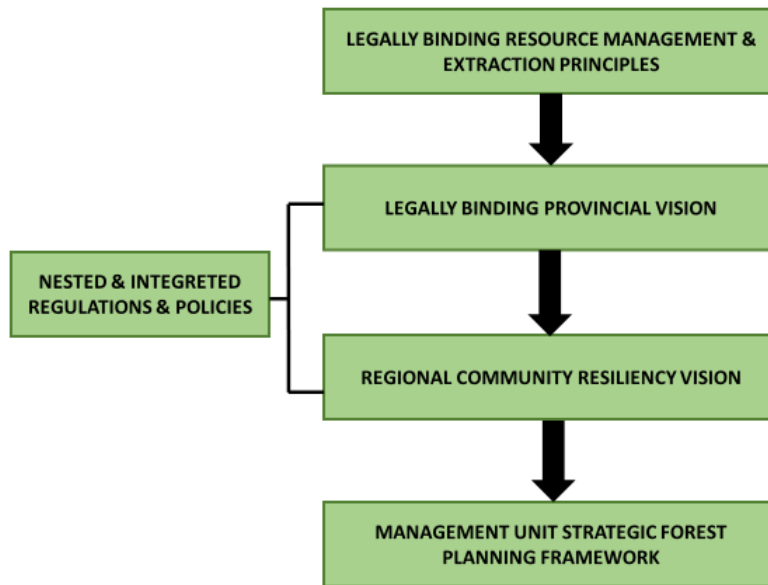 LEGALLY BINDING RESOURCE MANAGEMENT &
EXTRACTION PRINCIPLES
LEGALLY BINDING PROVINCIAL VISION
NESTED & INTEGRETED
REGULATIONS & POLICIES
REGIONAL COMMUNITY RESILIENCY VISION
MANAGEMENT UNIT STRATEGIC FOREST
PLANNING FRAMEWORK